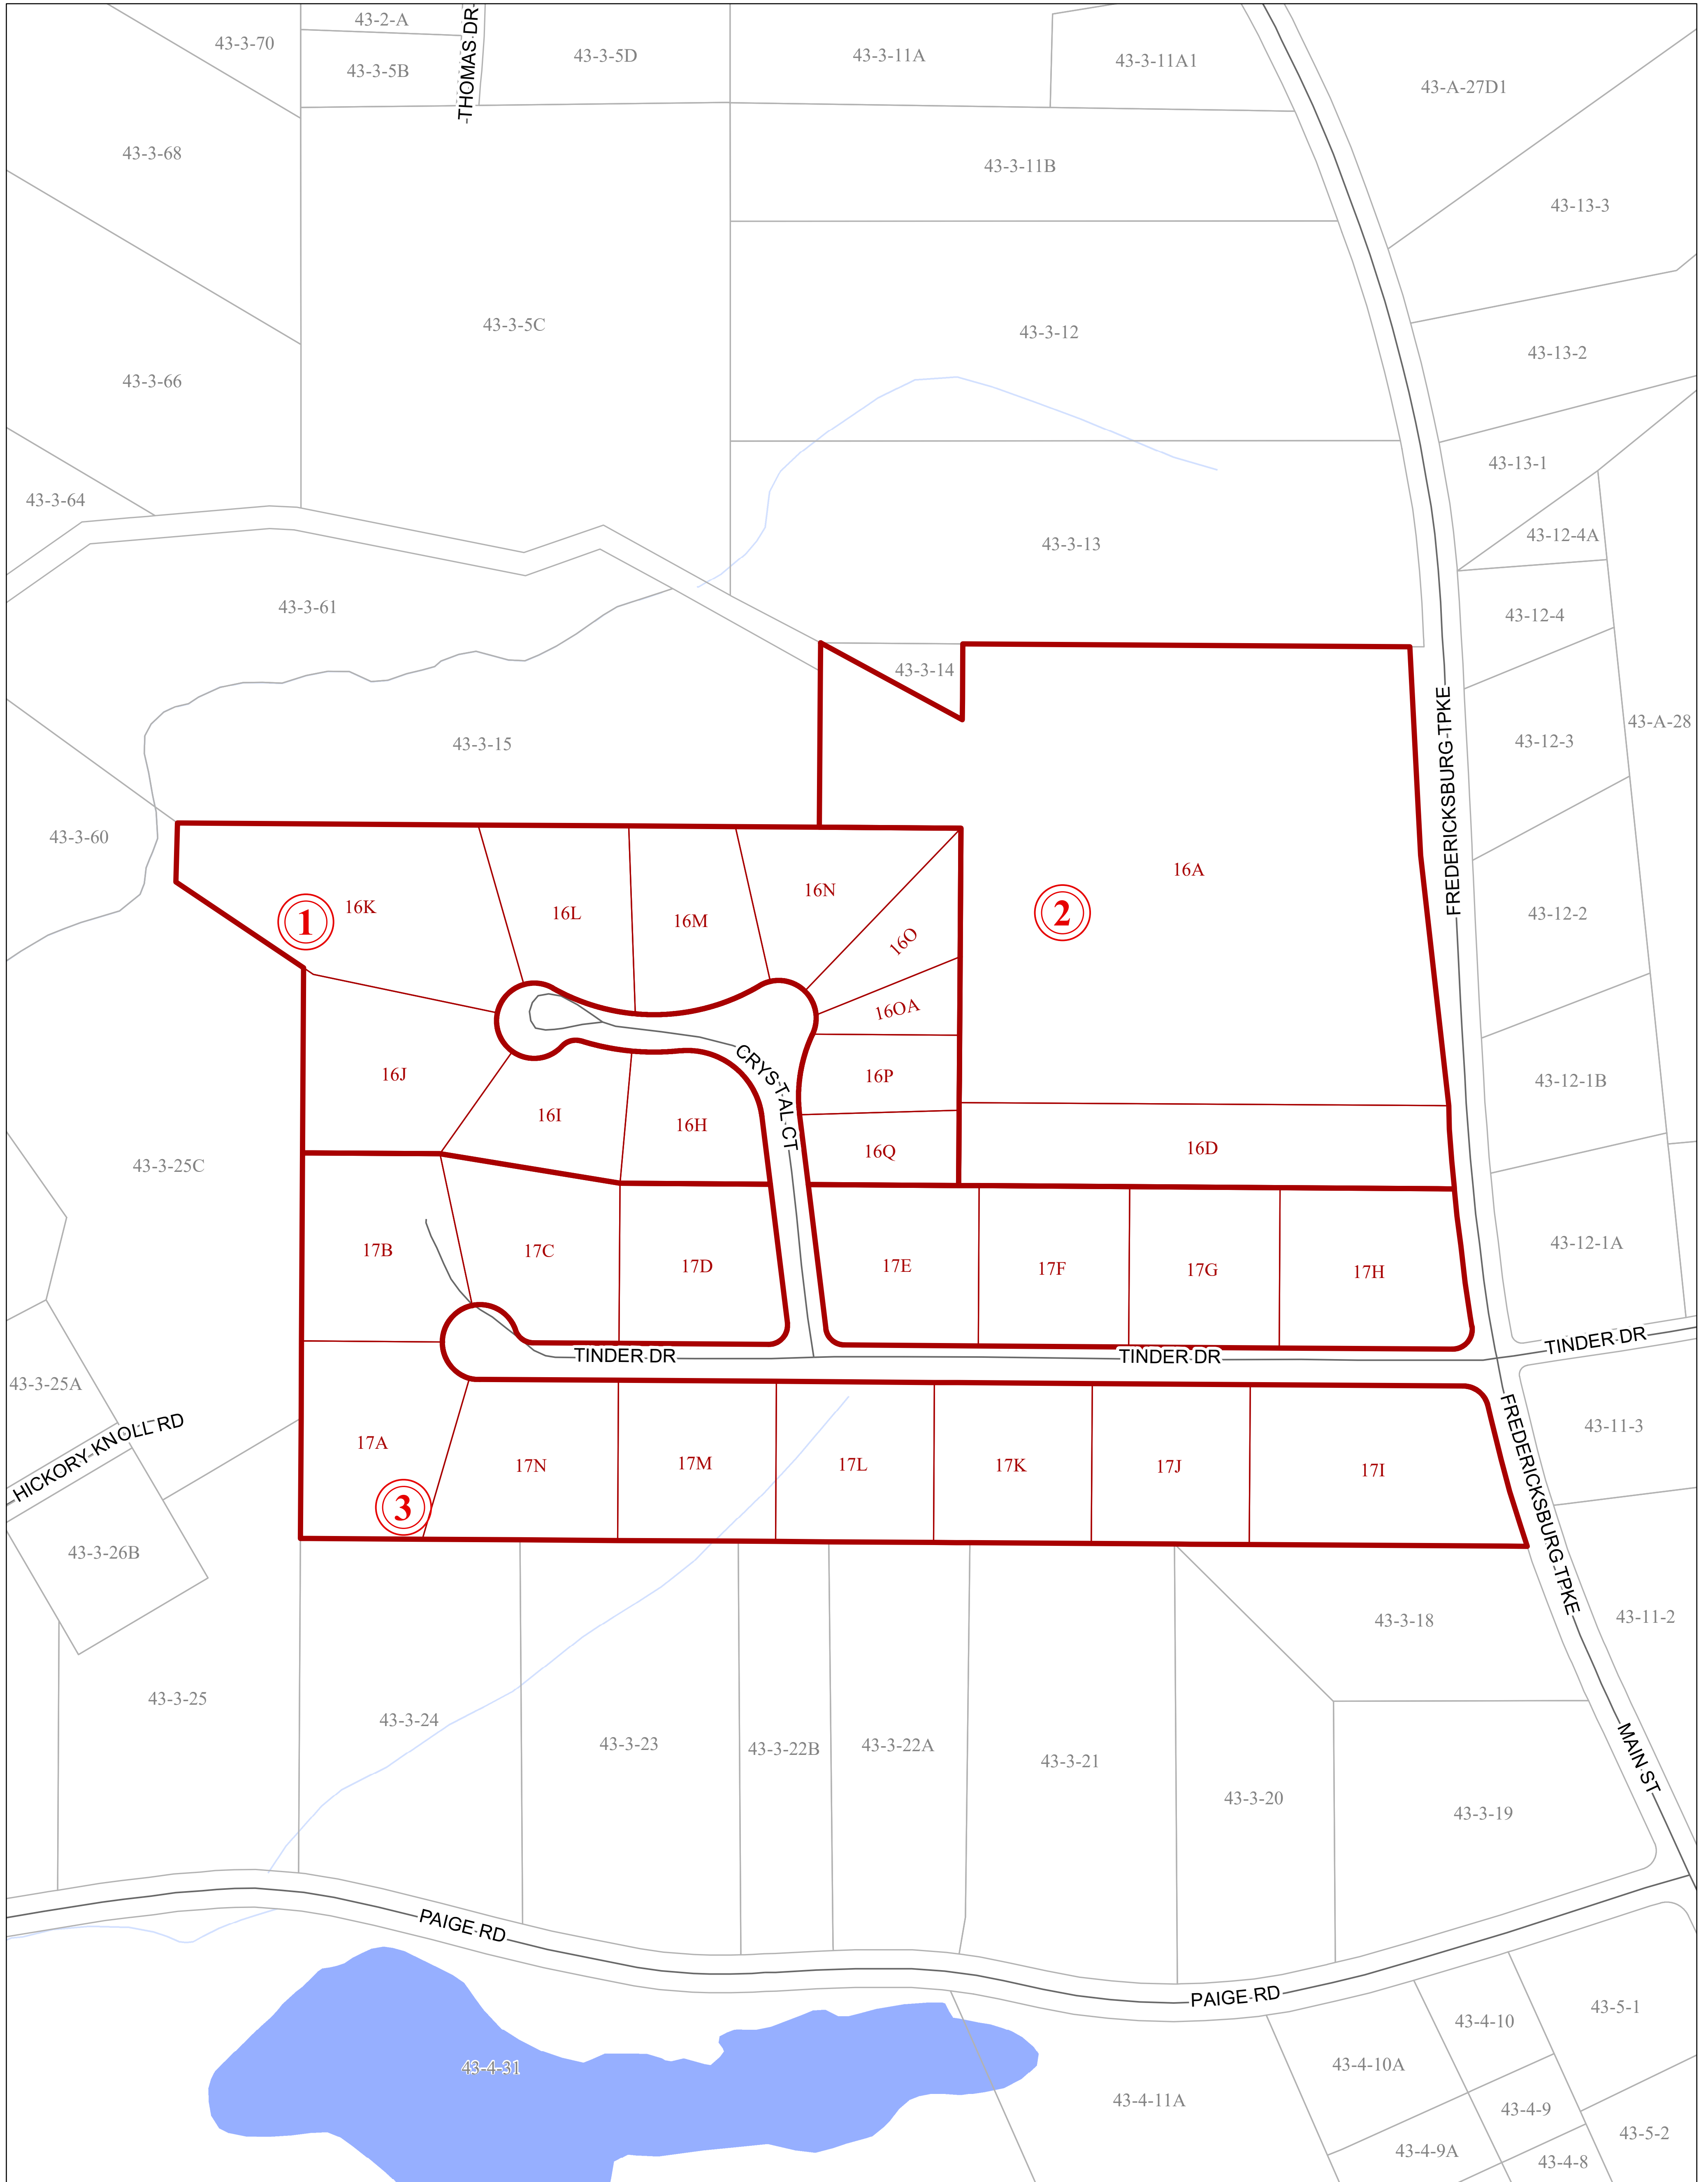 43-2-A
43-3-70
THOMAS DR
43-3-5B
43-3-5D
43-3-11A
43-3-11A1
43-A-27D1
43-3-68
43-3-11B
43-13-3
43-3-5C
43-3-12
43-13-2
43-3-66
43-13-1
43-3-64
43-12-4A
43-3-13
43-3-61
43-12-4
43-3-14
FREDERICKSBURG TPKE
43-A-28
43-12-3
43-3-15
43-3-60
16A
16N
16K
1
16L
16M
16O
2
43-12-2
16OA
CRYSTAL CT
16J
16P
43-12-1B
16I
16H
16Q
16D
43-3-25C
17B
17C
17D
17E
17F
17G
17H
43-12-1A
TINDER DR
TINDER DR
TINDER DR
43-3-25A
HICKORY KNOLL RD
FREDERICKSBURG TPKE
43-11-3
17A
17N
17M
17L
17K
17J
17I
3
43-3-26B
43-3-18
43-11-2
43-3-25
43-3-24
43-3-23
43-3-22B
43-3-22A
43-3-21
43-3-20
43-3-19
MAIN ST
PAIGE RD
PAIGE RD
43-4-31
43-4-10
43-5-1
43-4-10A
43-4-11A
43-4-9
43-5-2
43-4-9A
43-4-8